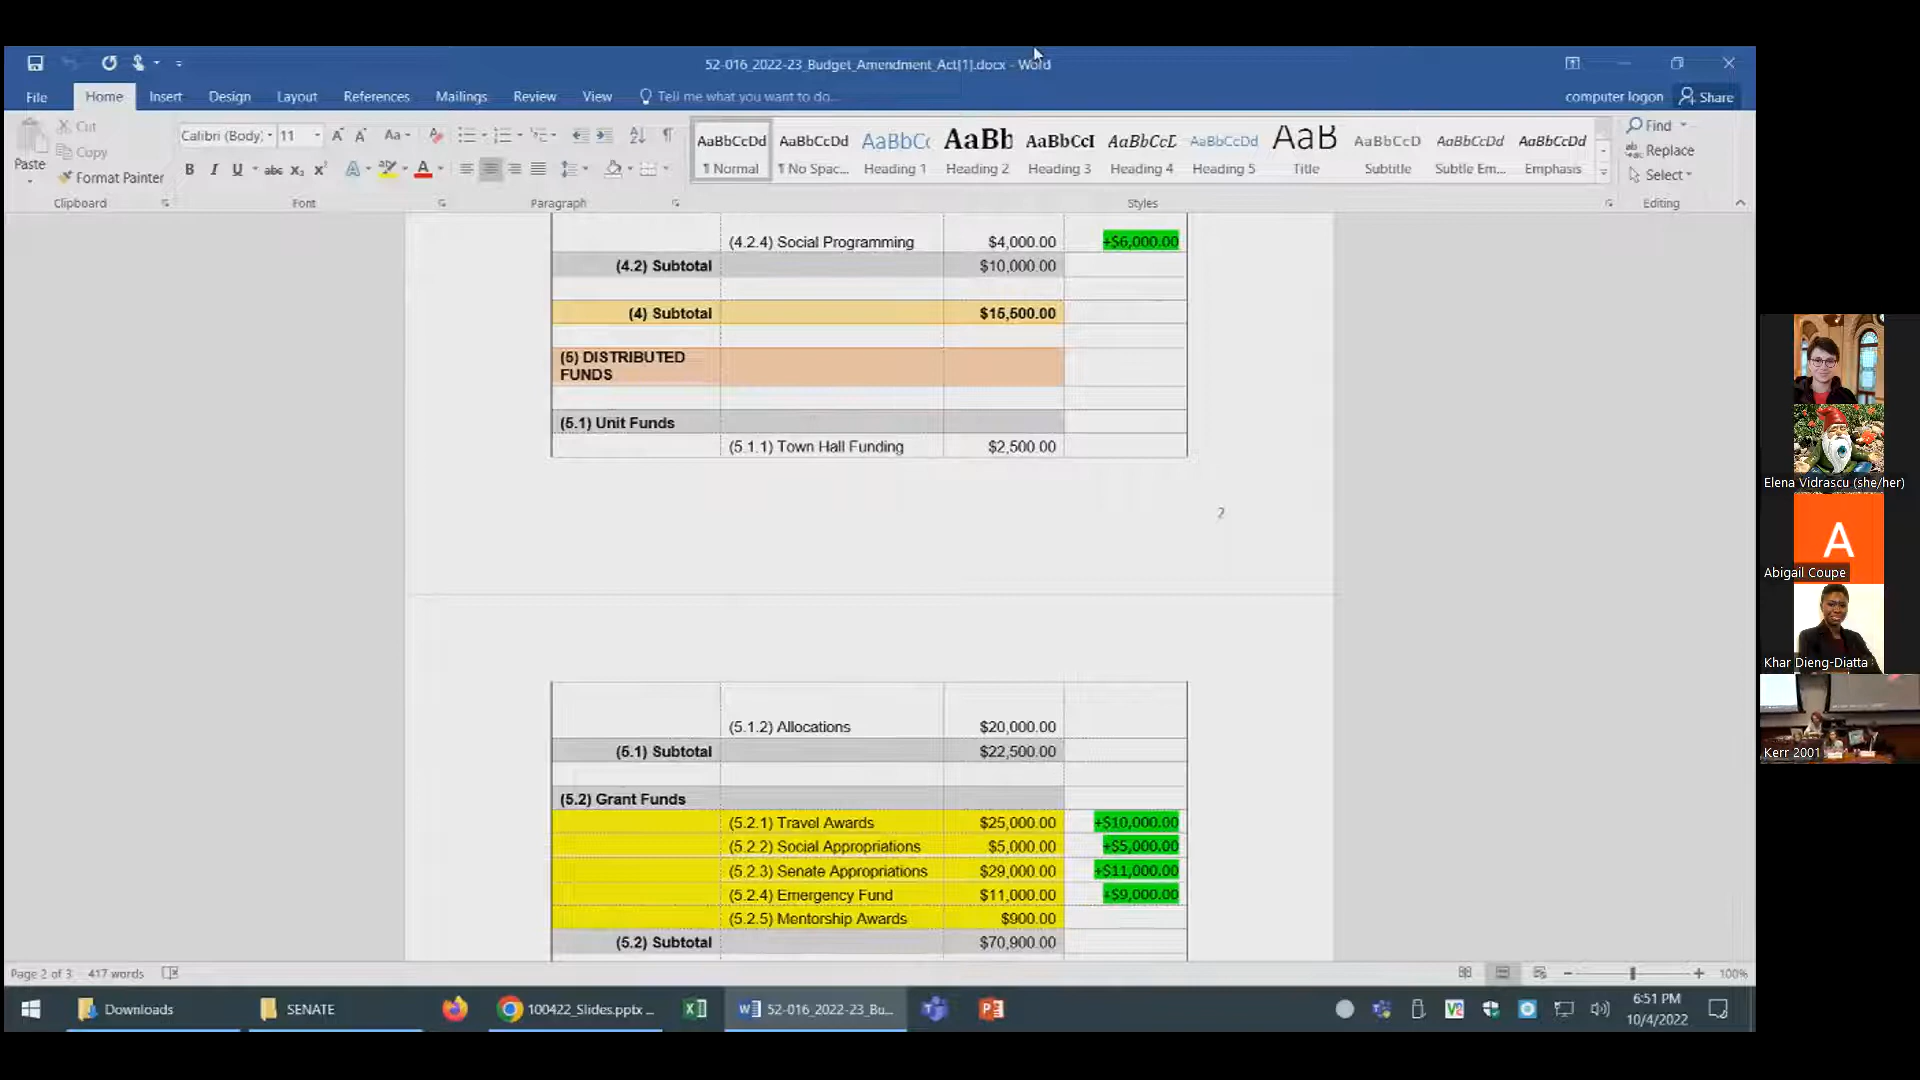 52-016_2022-23_Budget_Amendment_Act[1].docx - Word
File Home Insert Design Layout References Mailings Review View Tell me what you want to do... computer logon Share
Cut
Copy
Format Painter
Paste
Calibri (Body) 11 Aa
B I U abc X₂ X² A A
AaBbCcDd AaBbCcDd AaBbCc AaBb AaBbCcI AaBbCcD AaBbCcDd AaB AaBbCcD AaBbCcDd AaBbCcDd
¶ Normal ¶ No Spac... Heading 1 Heading 2 Heading 3 Heading 4 Heading 5 Title Subtitle Subtle Em... Emphasis
Find
Replace
Select
Clipboard Font Paragraph Styles Editing
(4.2.4) Social Programming $4,000.00 +$6,000.00
(4.2) Subtotal $10,000.00
(4) Subtotal $15,500.00
(5) DISTRIBUTED
FUNDS
(5.1) Unit Funds
(5.1.1) Town Hall Funding $2,500.00
2
(5.1.2) Allocations $20,000.00
(5.1) Subtotal $22,500.00
(5.2) Grant Funds
(5.2.1) Travel Awards $25,000.00 +$10,000.00
(5.2.2) Social Appropriations $5,000.00 +$5,000.00
(5.2.3) Senate Appropriations $29,000.00 +$11,000.00
(5.2.4) Emergency Fund $11,000.00 +$9,000.00
(5.2.5) Mentorship Awards $900.00
(5.2) Subtotal $70,900.00
Page 2 of 3 417 words 100%
Downloads SENATE 100422_Slides.pptx ... 52-016_2022-23_Bu...
6:51 PM
10/4/2022
Elena Vidrascu (she/her)
A
Abigail Coupe
Khar Dieng-Diatta
Kerr 2001